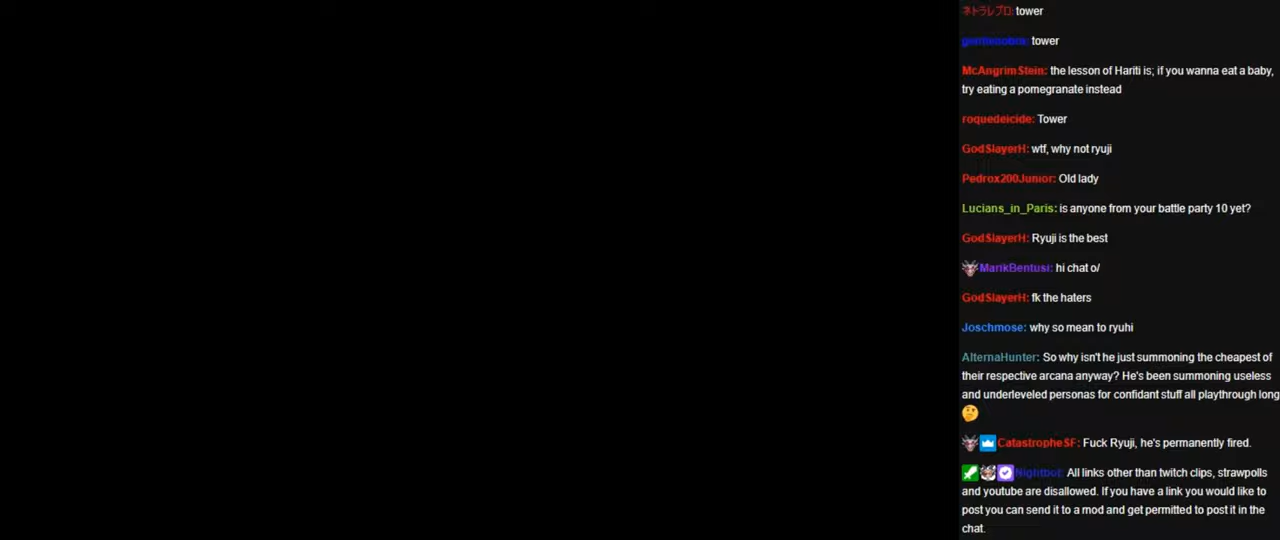 ネトラレブロ: tower
tower
McAngrimStein: the lesson of Hariti is; if you wanna eat a baby,
try eating a pomegranate instead
roquedeicide: Tower
GodSlayerH: wtf, why not ryuji
Pedrox200Junior: Old lady
Lucians_in_Paris: is anyone from your battle party 10 yet?
GodSlayerH: Ryuji is the best
MarikBentusi: hi chat o/
GodSlayerH: fk the haters
Joschmose: why so mean to ryuhi
AlternaHunter: So why isn't he just summoning the cheapest of
their respective arcana anyway? He's been summoning useless
and underleveled personas for confidant stuff all playthrough long
CatastropheSF: Fuck Ryuji, he's permanently fired.
Nightbot: All links other than twitch clips, strawpolls
and youtube are disallowed. If you have a link you would like to
post you can send it to a mod and get permitted to post it in the
chat.